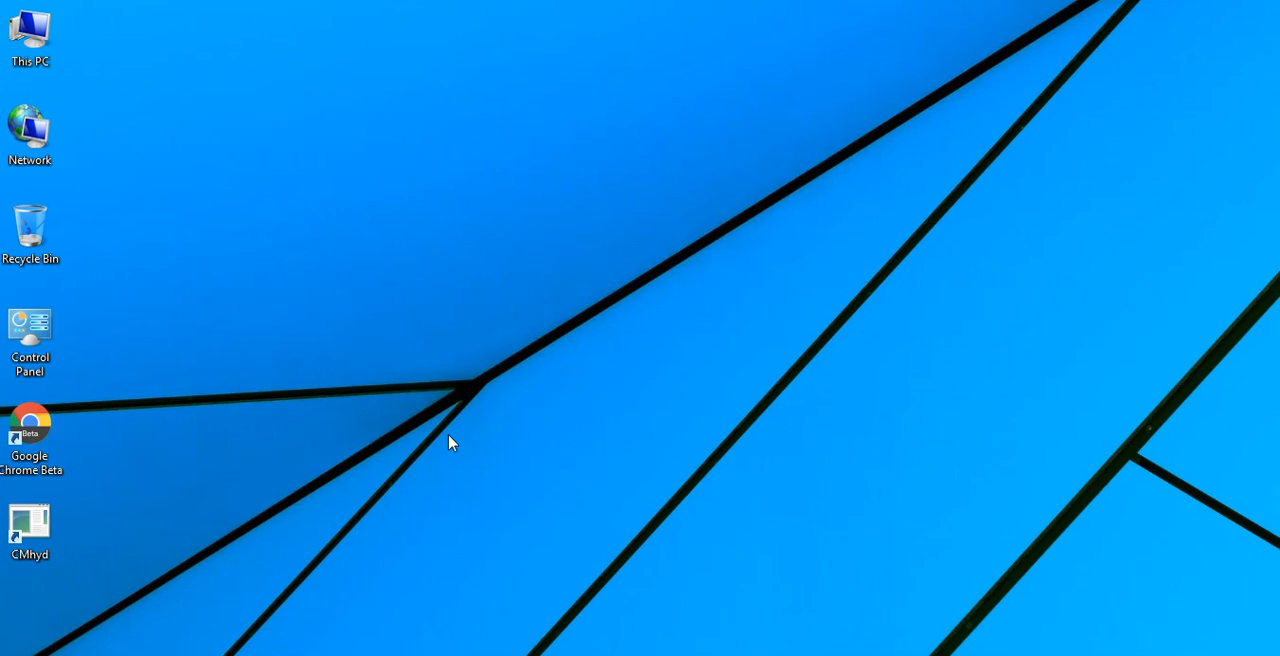 This PC
Network
Recycle Bin
Control
Panel
Beta
Google
Chrome Beta
CMhyd